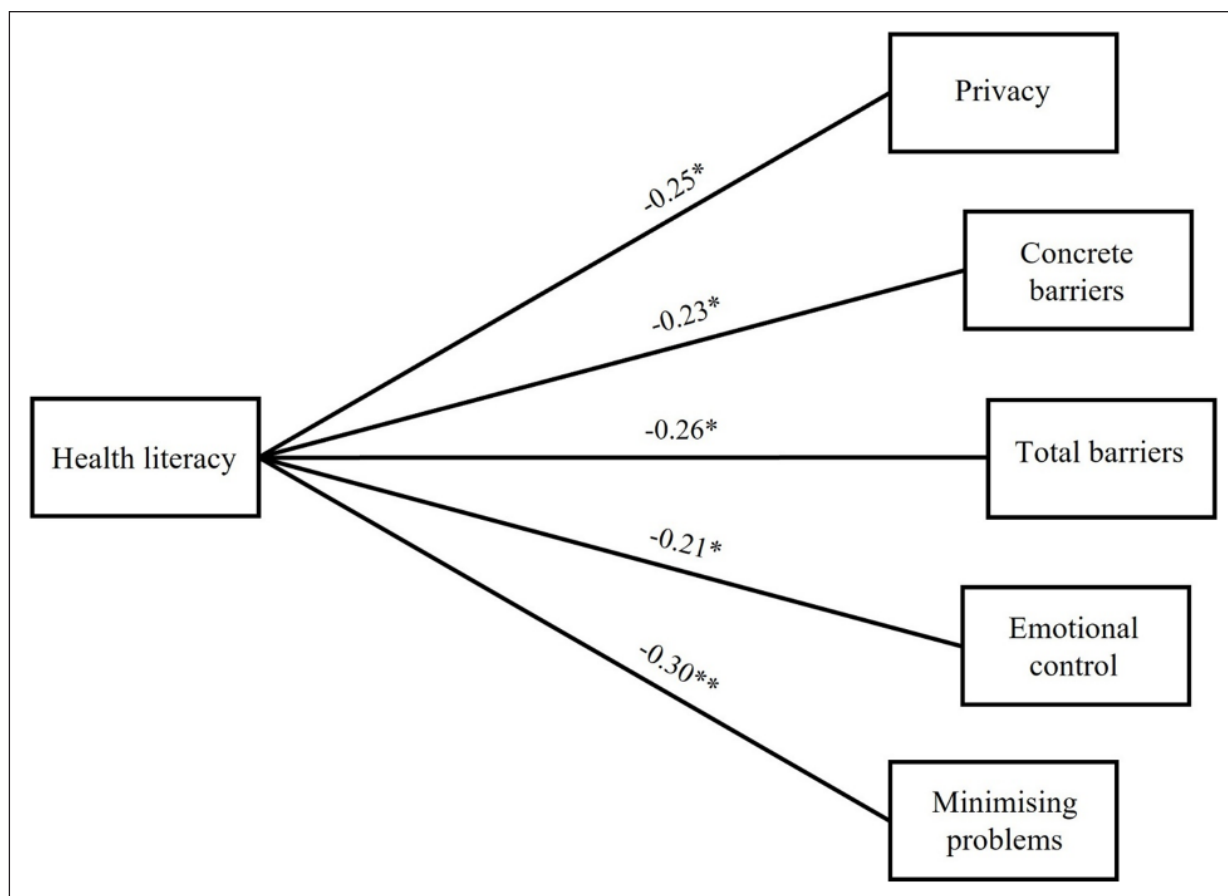 Privacy
-0.25*
Concrete
barriers
-0.23*
Health literacy
-0.26*
Total barriers
-0.21*
Emotional
control
-0.30**
Minimising
problems